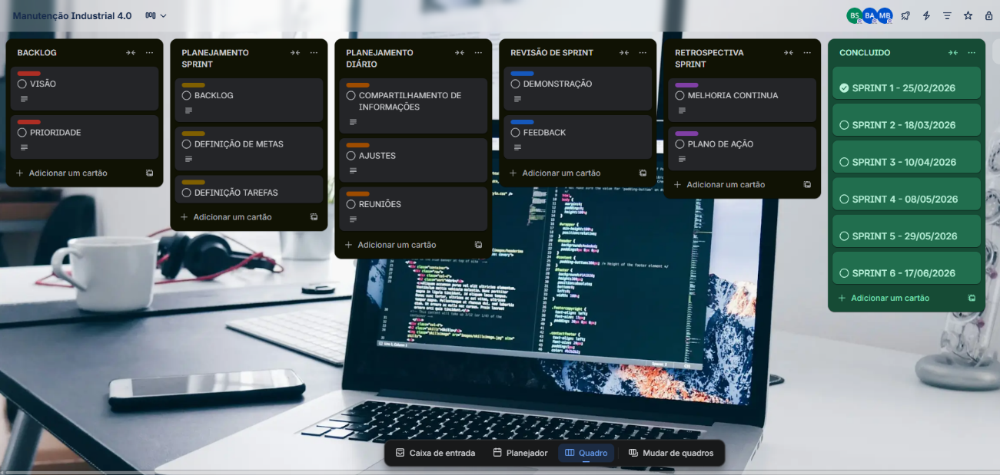 Manutenção Industrial 4.0
BS BA MB
BACKLOG
VISÃO
PRIORIDADE
Adicionar um cartão
PLANEJAMENTO
SPRINT
BACKLOG
DEFINIÇÃO DE METAS
DEFINIÇÃO TAREFAS
Adicionar um cartão
PLANEJAMENTO
DIÁRIO
COMPARTILHAMENTO DE
INFORMAÇÕES
AJUSTES
REUNIÕES
Adicionar um cartão
REVISÃO DE SPRINT
DEMONSTRAÇÃO
FEEDBACK
Adicionar um cartão
RETROSPECTIVA
SPRINT
MELHORIA CONTINUA
PLANO DE AÇÃO
Adicionar um cartão
CONCLUIDO
SPRINT 1 - 25/02/2026
SPRINT 2 - 18/03/2026
SPRINT 3 - 10/04/2026
SPRINT 4 - 08/05/2026
SPRINT 5 - 29/05/2026
SPRINT 6 - 17/06/2026
Adicionar um cartão
Caixa de entrada
Planejador
Quadro
Mudar de quadros